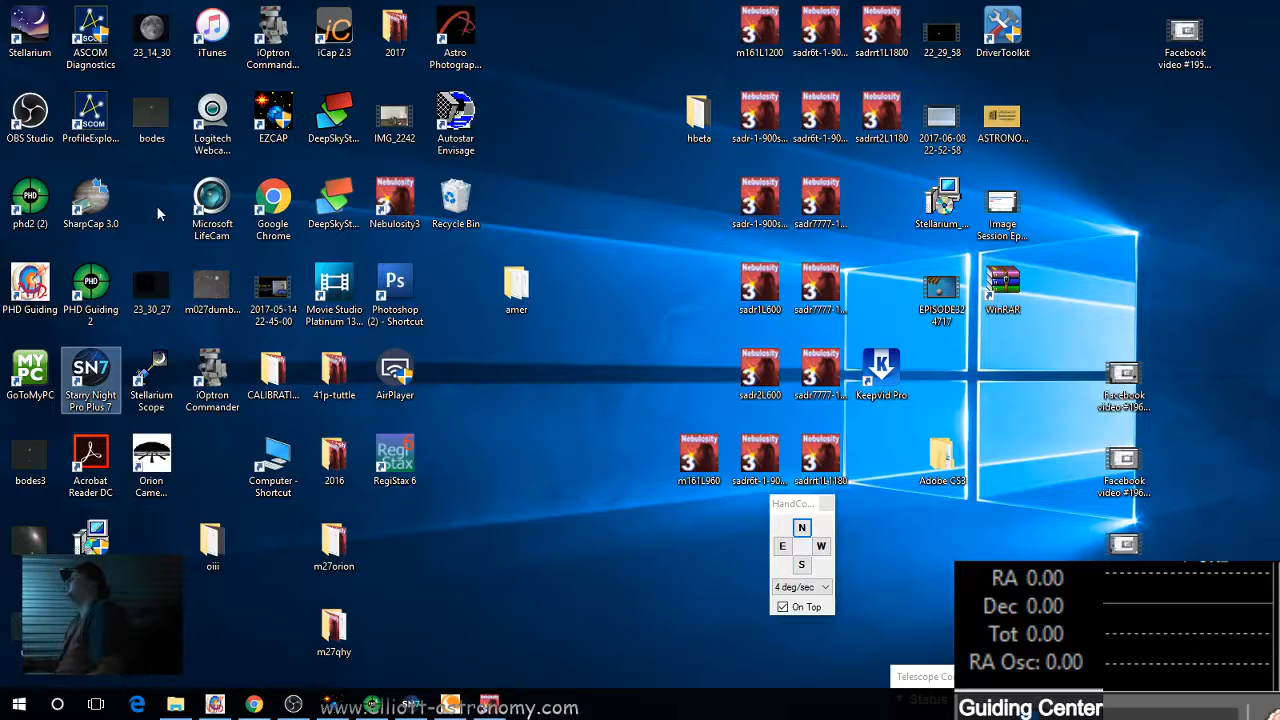 Stellarium
ASCOM Diagnostics
23_14_30
iTunes
iOptron Command...
iCap 2.3
2017
Astro Photograp...
m161L1200
sadr6t-1-90...
sadrrt1L1800
22_29_58
DriverToolkit
Facebook video #195...
OBS Studio
ProfileExplo...
bodes
Logitech Webca...
EZCAP
DeepSkySt...
IMG_2242
Autostar Envisage
hbeta
sadr-1-900s...
sadr6t-1-90...
sadrrt2L1180
2017-06-08 22-52-58
ASTRONO...
phd2 (2)
SharpCap 3.0
Microsoft LifeCam
Google Chrome
DeepSkySt...
Nebulosity3
Recycle Bin
sadr-1-900s...
sadr7777-1...
Stellarium_...
Image Session Ep...
PHD Guiding
PHD Guiding 2
23_30_27
m027dumb...
2017-05-14 22-45-00
Movie Studio Platinum 13...
Photoshop (2) - Shortcut
amer
sadr1L600
sadr7777-1...
EPISODE32 4717
WinRAR
GoToMyPC
Starry Night Pro Plus 7
Stellarium Scope
iOptron Commander
CALIBRATI...
41p-tuttle
AirPlayer
sadr2L600
sadr7777-1...
KeepVid Pro
Facebook video #196...
bodes3
Acrobat Reader DC
Orion Came...
Computer - Shortcut
2016
RegiStax 6
m161L960
sadr6t-1-90...
sadrrt1L1180
Adobe CS3
Facebook video #196...
oiii
m27orion
m27qhy
HandCo...
N
E
W
S
4 deg/sec
On Top
RA 0.00
Dec 0.00
Tot 0.00
RA Osc: 0.00
Telescope Co
Status
Guiding Center